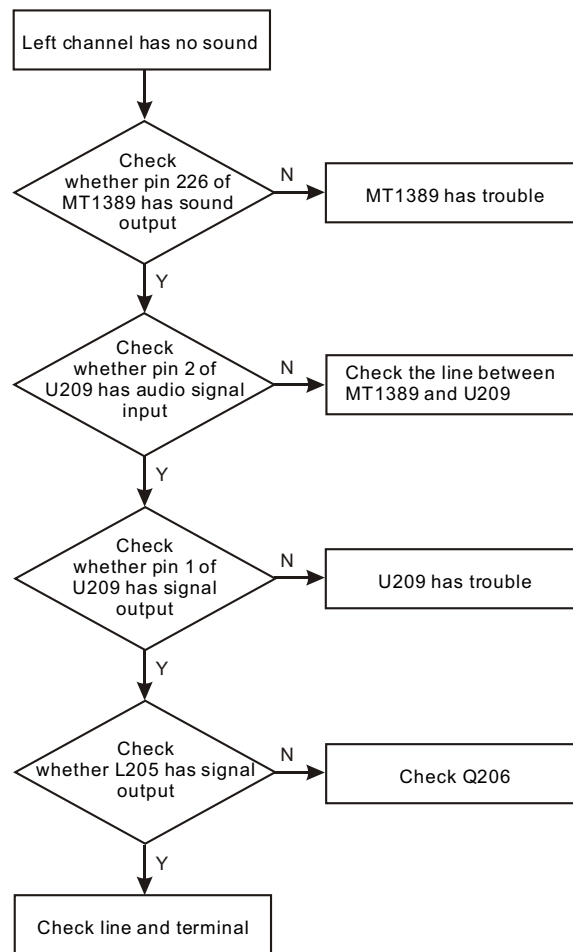 Left channel has no sound
Check
whether pin 226 of
MT1389 has sound
output
N
MT1389 has trouble
Y
Check
whether pin 2 of
U209 has audio signal
input
N
Check the line between
MT1389 and U209
Y
Check
whether pin 1 of
U209 has signal
output
N
U209 has trouble
Y
Check
whether L205 has signal
output
N
Check Q206
Y
Check line and terminal